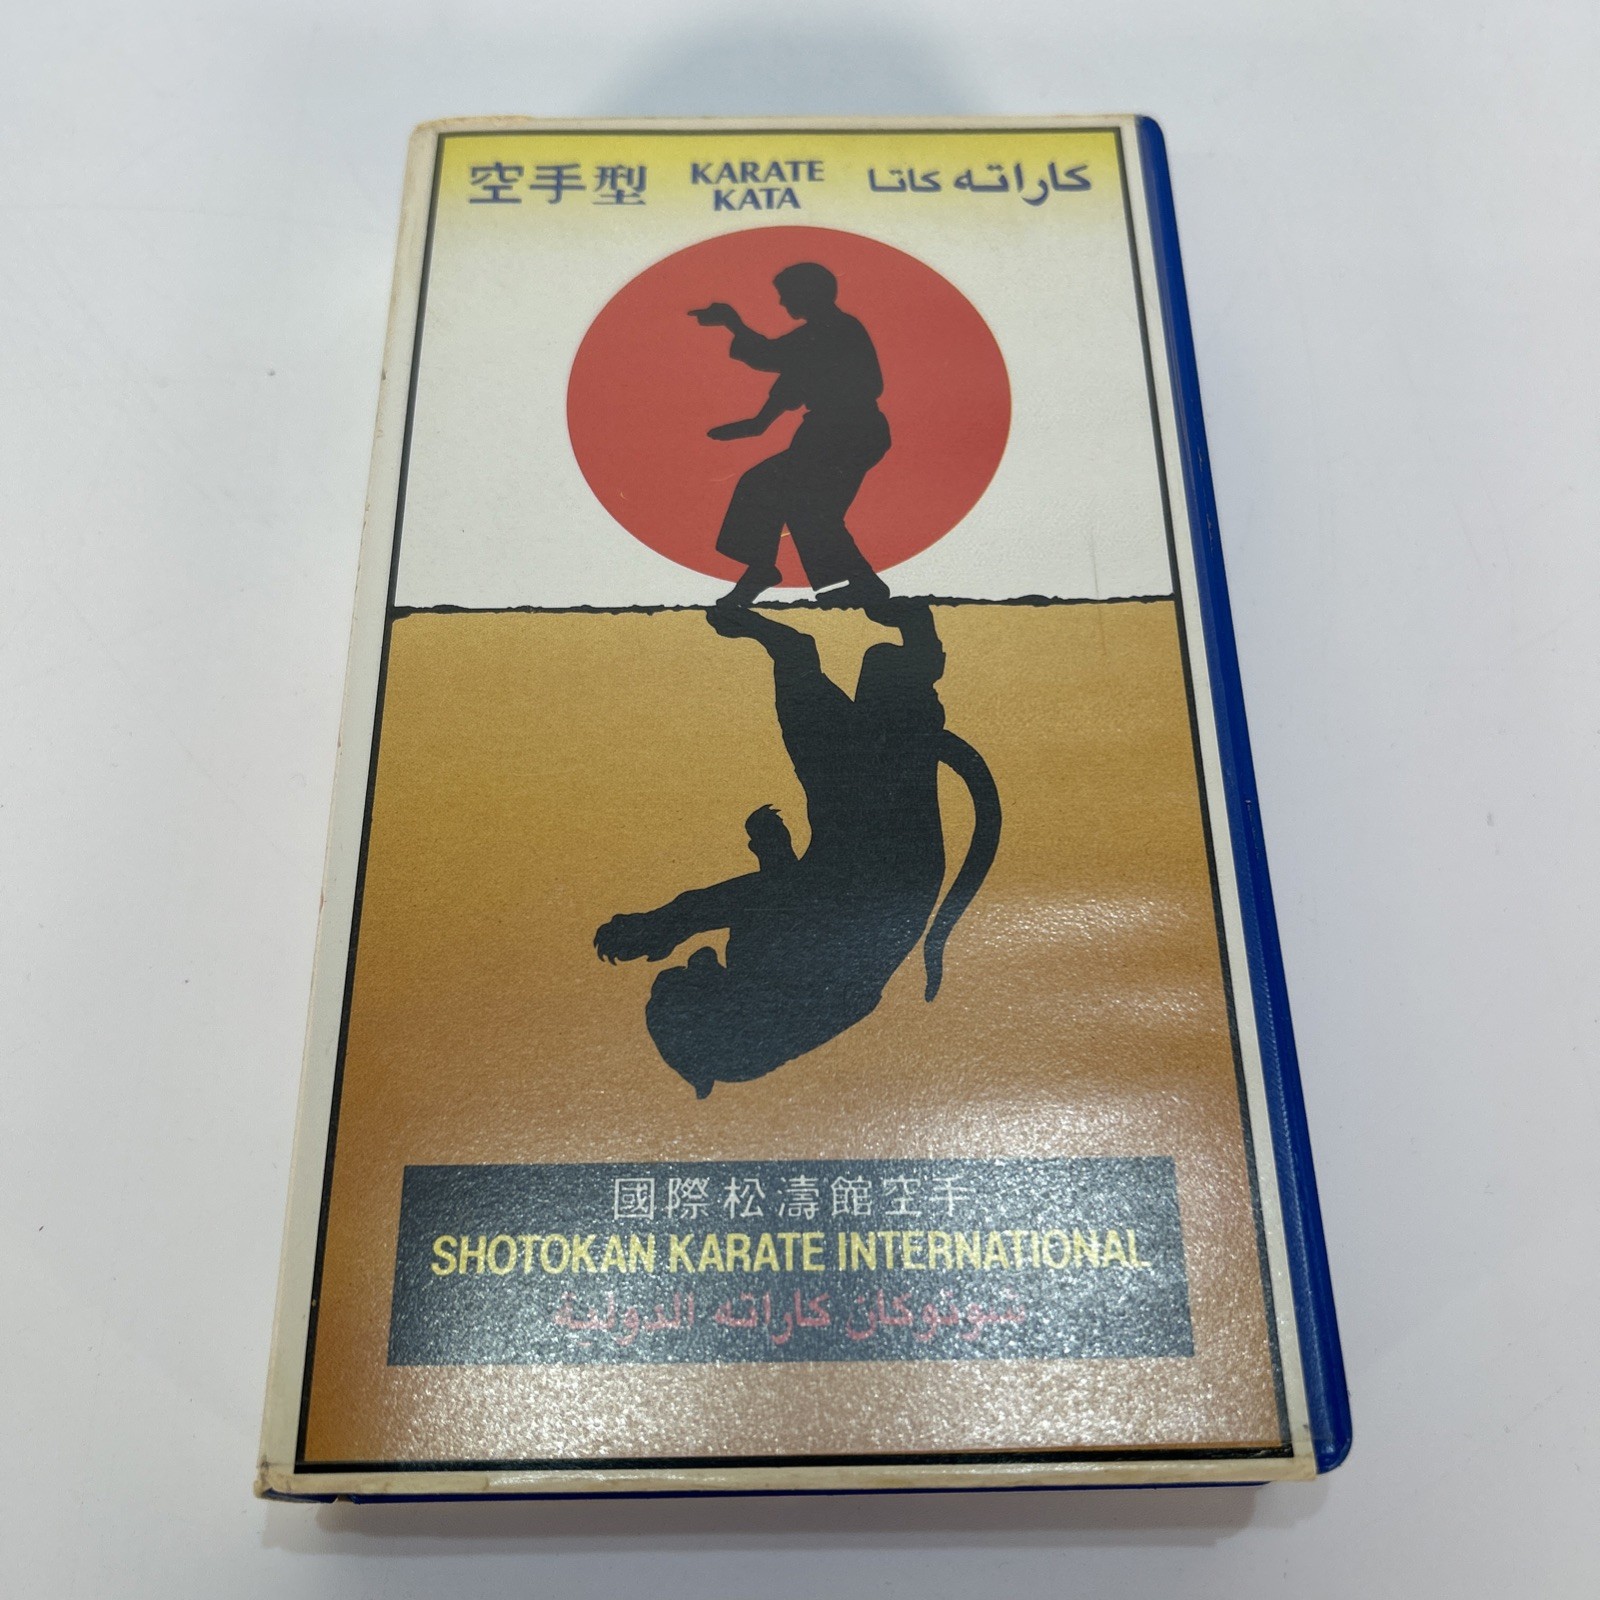 空手型
KARATE
KATA
كاراته كاتا
國際松濤館空手
SHOTOKAN KARATE INTERNATIONAL
شوتوكان كاراته الدولية